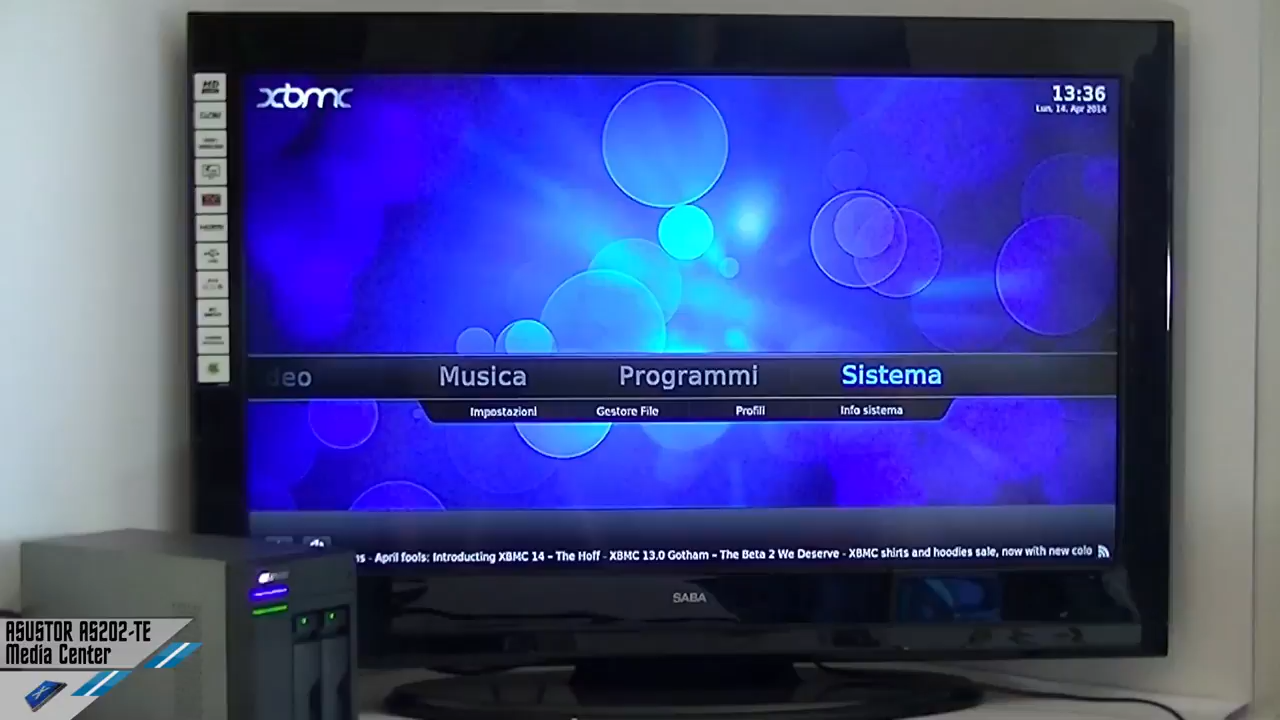 xbmc
13:36
Lun, 14. Apr 2014
deo
Musica
Programmi
Sistema
Impostazioni
Gestore File
Profili
Info sistema
ns - April fools: Introducing XBMC 14 - The Hoff - XBMC 13.0 Gotham - The Beta 2 We Deserve - XBMC shirts and hoodies sale, now with new colo
SABA
ASUSTOR AS202-TE
Media Center